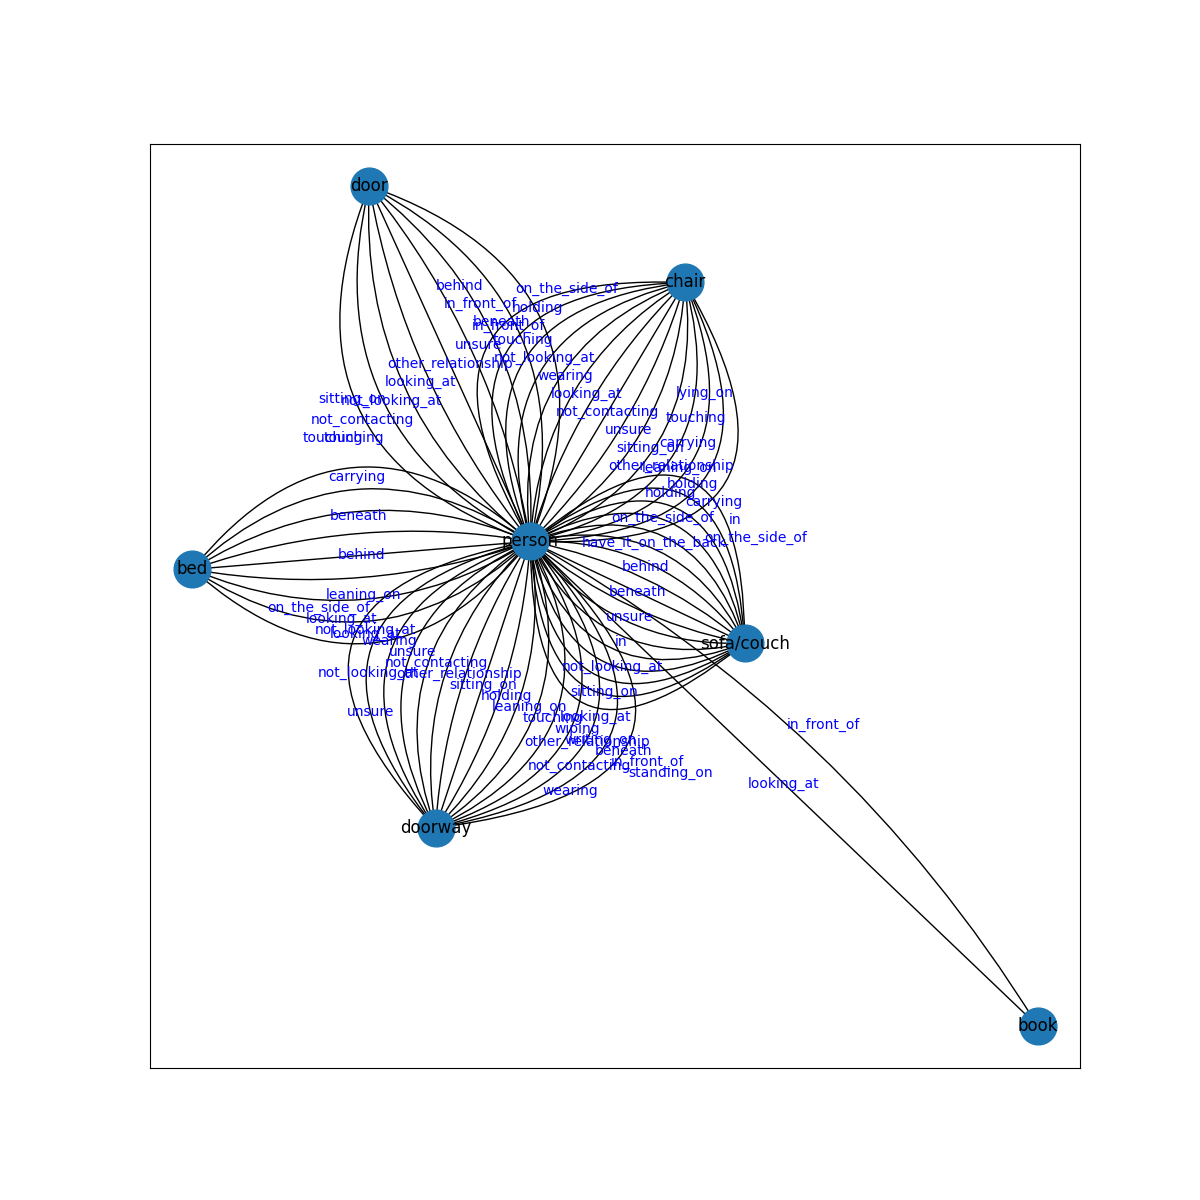 door
chair
behind
on_the_side_of
in_front_of
holding
beneath
in_front_of
touching
unsure
not_looking_at
other_relationship
wearing
looking_at
looking_at
lying_on
sitting_on
not_looking_at
not_contacting
touching
not_contacting
unsure
touching
touching
sitting_on
carrying
other_relationship
leaning_on
carrying
holding
holding
carrying
beneath
on_the_side_of
in
person
have_it_on_the_back
on_the_side_of
behind
bed
behind
leaning_on
beneath
on_the_side_of
looking_at
unsure
not_looking_at
looking_at
wearing
in
sofa/couch
unsure
not_contacting
not_looking_at
not_looking_at
other_relationship
sitting_on
sitting_on
holding
leaning_on
unsure
touching
looking_at
in_front_of
wiping
other_relationship
beneath
in_front_of
not_contacting
standing_on
looking_at
wearing
doorway
book